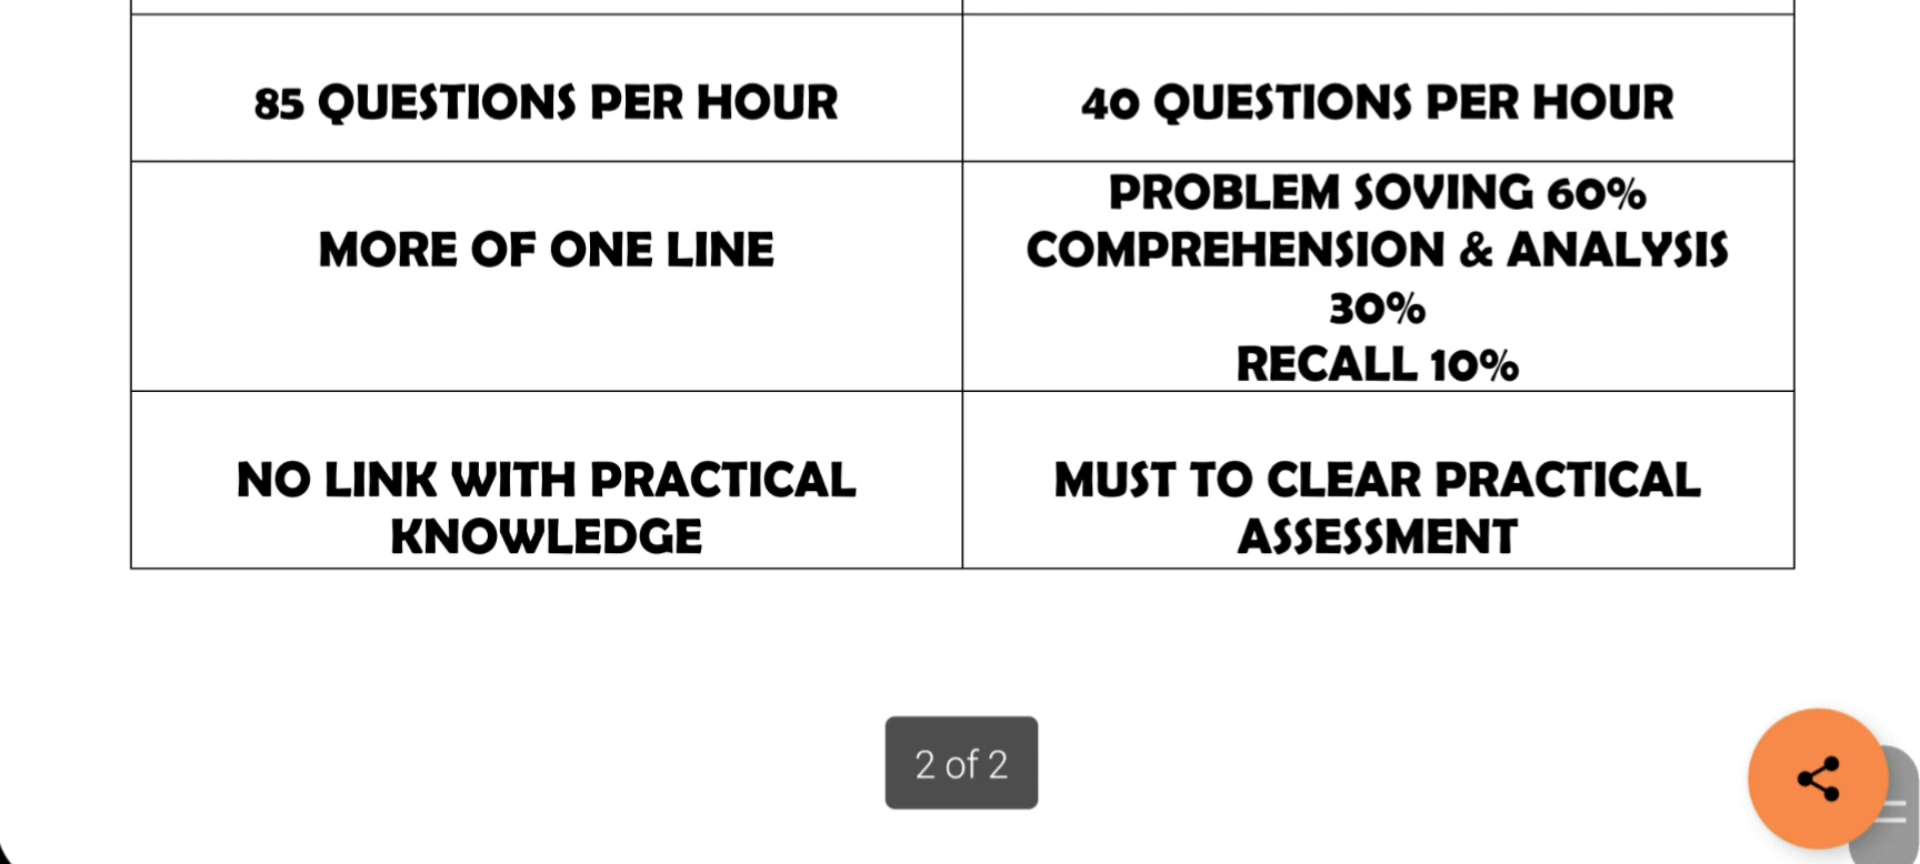 85 QUESTIONS PER HOUR
40 QUESTIONS PER HOUR
MORE OF ONE LINE
PROBLEM SOVING 60%
COMPREHENSION & ANALYSIS
30%
RECALL 10%
NO LINK WITH PRACTICAL
KNOWLEDGE
MUST TO CLEAR PRACTICAL
ASSESSMENT
2 of 2